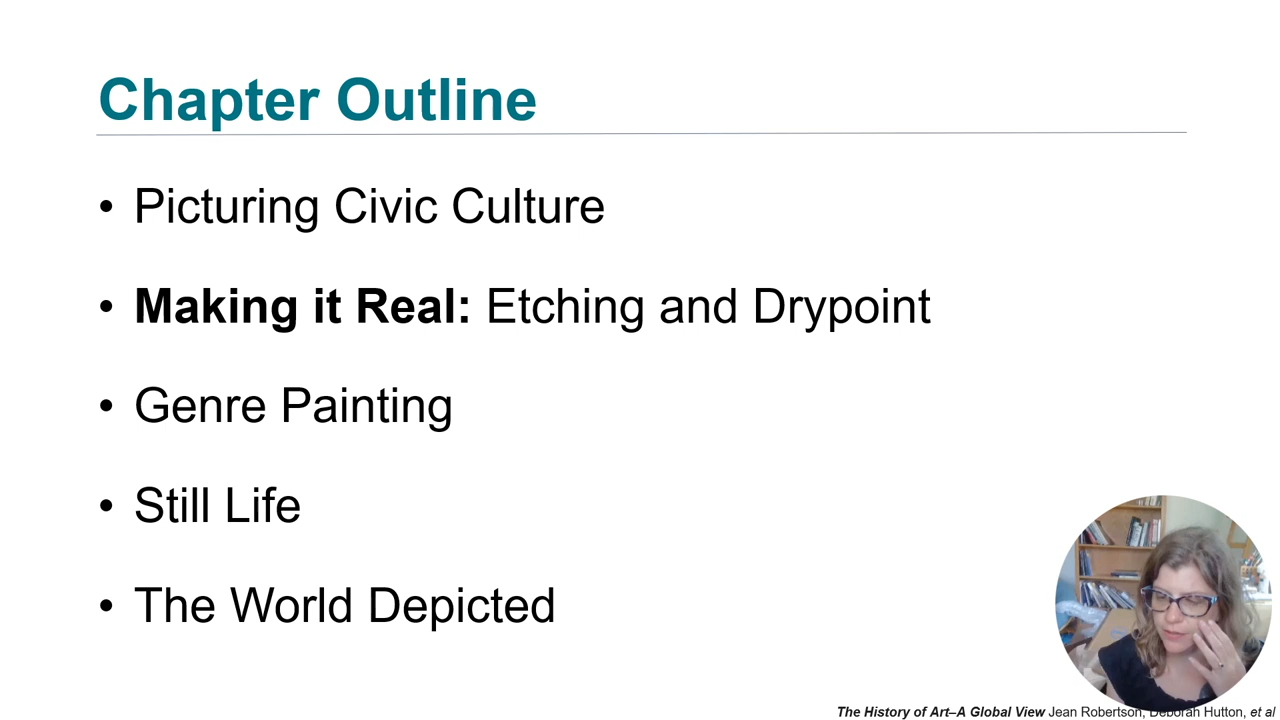 Chapter Outline
• Picturing Civic Culture
• Making it Real: Etching and Drypoint
• Genre Painting
• Still Life
• The World Depicted
The History of Art–A Global View Jean Robertson, Deborah Hutton, et al